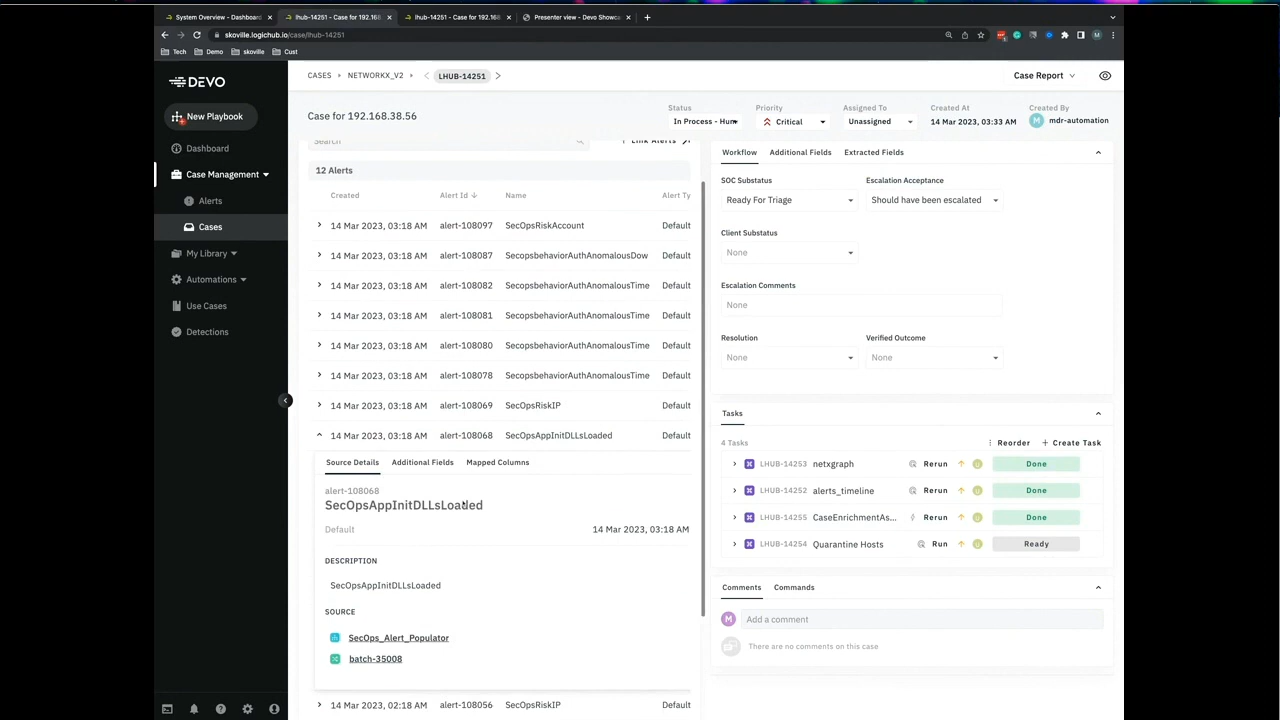 System Overview - Dashboard
lhub-14251 - Case for 192.168
lhub-14251 - Case for 192.168
Presenter view - Devo Showca
skoville.logichub.io/case/lhub-14251
Tech
Demo
skoville
Cust
DEVO
New Playbook
Dashboard
Case Management
Alerts
Cases
My Library
Automations
Use Cases
Detections
CASES
NETWORKX_V2
LHUB-14251
Case Report
Case for 192.168.38.56
Status
In Process - Hum
Priority
Critical
Assigned To
Unassigned
Created At
14 Mar 2023, 03:33 AM
Created By
M
mdr-automation
Search
Link Alerts
12 Alerts
Created
Alert Id
Name
Alert Ty
14 Mar 2023, 03:18 AM alert-108097 SecOpsRiskAccount Default
14 Mar 2023, 03:18 AM alert-108087 SecopsbehaviorAuthAnomalousDow Default
14 Mar 2023, 03:18 AM alert-108082 SecopsbehaviorAuthAnomalousTime Default
14 Mar 2023, 03:18 AM alert-108081 SecopsbehaviorAuthAnomalousTime Default
14 Mar 2023, 03:18 AM alert-108080 SecopsbehaviorAuthAnomalousTime Default
14 Mar 2023, 03:18 AM alert-108078 SecopsbehaviorAuthAnomalousTime Default
14 Mar 2023, 03:18 AM alert-108069 SecOpsRiskIP Default
14 Mar 2023, 03:18 AM alert-108068 SecOpsAppInitDLLsLoaded Default
Source Details
Additional Fields
Mapped Columns
alert-108068
SecOpsAppInitDLLsLoaded
Default
14 Mar 2023, 03:18 AM
DESCRIPTION
SecOpsAppInitDLLsLoaded
SOURCE
SecOps_Alert_Populator
batch-35008
14 Mar 2023, 02:18 AM alert-108056 SecOpsRiskIP Default
Workflow
Additional Fields
Extracted Fields
SOC Substatus
Ready For Triage
Escalation Acceptance
Should have been escalated
Client Substatus
None
Escalation Comments
None
Resolution
None
Verified Outcome
None
Tasks
4 Tasks
Reorder
+ Create Task
LHUB-14253 netxgraph Rerun U Done
LHUB-14252 alerts_timeline Rerun U Done
LHUB-14255 CaseEnrichmentAs... Rerun U Done
LHUB-14254 Quarantine Hosts Run U Ready
Comments
Commands
M
Add a comment
There are no comments on this case